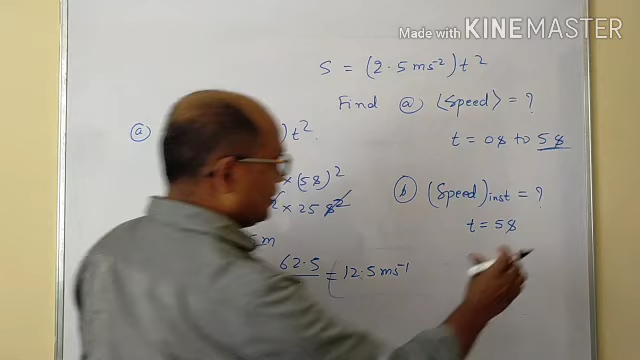 Made with KINEMASTER
S = (2.5 ms⁻²) t²
Find ⓐ ⟨Speed⟩ = ?
t = 0s to 5s
ⓐ ) t²
× (5s)²
× 25 s²
m
62.5 = 12.5 ms⁻¹
ⓑ (Speed)inst = ?
t = 5s